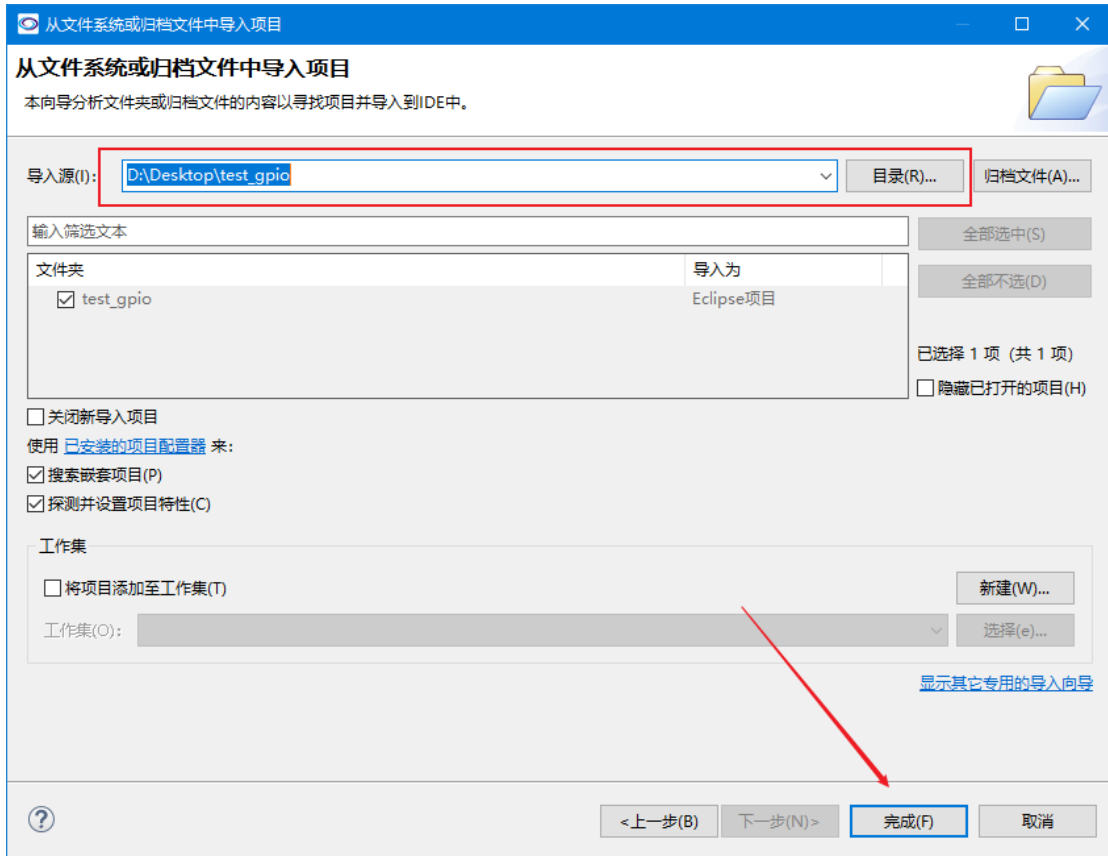 从文件系统或归档文件中导入项目
从文件系统或归档文件中导入项目
本向导分析文件夹或归档文件的内容以寻找项目并导入到IDE中。
导入源(I): D:\Desktop\test_gpio 目录(R)... 归档文件(A)...
输入筛选文本 全部选中(S)
文件夹 导入为 全部不选(D)
test_gpio Eclipse项目
已选择 1 项 (共 1 项)
隐藏已打开的项目(H)
关闭新导入项目
使用 已安装的项目配置器 来:
搜索嵌套项目(P)
探测并设置项目特性(C)
工作集
将项目添加至工作集(T) 新建(W)...
工作集(O): 选择(e)...
显示其它专用的导入向导
? <上一步(B) 下一步(N)> 完成(F) 取消